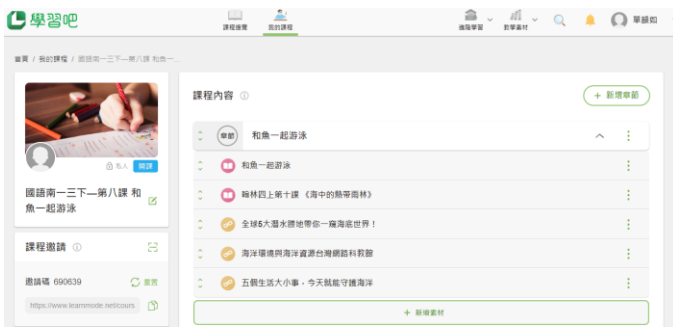 學習吧
課程總覽
我的課程
進階學習
教學素材
單韻如
首頁 / 我的課程 / 國語南一三下—第八課 和魚一...
課程內容
+ 新增章節
章節 和魚一起游泳
私人 開課
和魚一起游泳
國語南一三下—第八課 和魚一起游泳
翰林四上第十課 《海中的熱帶雨林》
全球5大潛水勝地帶你一窺海底世界!
課程邀請
海洋環境與海洋資源台灣網路科教館
邀請碼 690639
重置
五個生活大小事,今天就能守護海洋
https://www.learnmode.net/cours
+ 新增素材